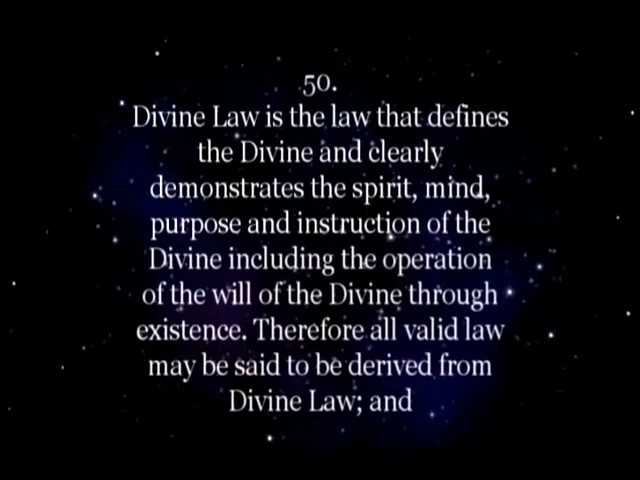 50.
Divine Law is the law that defines
the Divine and clearly
demonstrates the spirit, mind,
purpose and instruction of the
Divine including the operation
of the will of the Divine through
existence. Therefore all valid law
may be said to be derived from
Divine Law; and